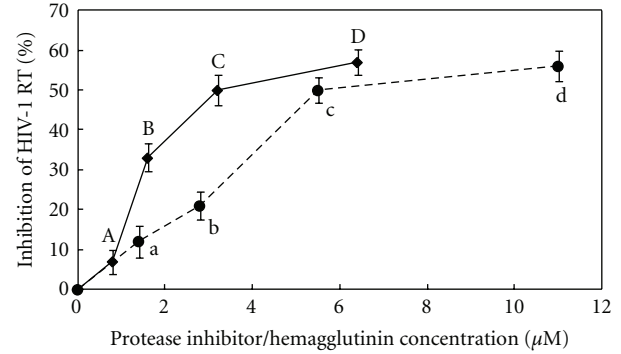 70
60
50
40
30
20
10
0
Inhibition of HIV-1 RT (%)
A
B
C
D
a
b
c
d
0 2 4 6 8 10 12
Protease inhibitor/hemagglutinin concentration (μM)